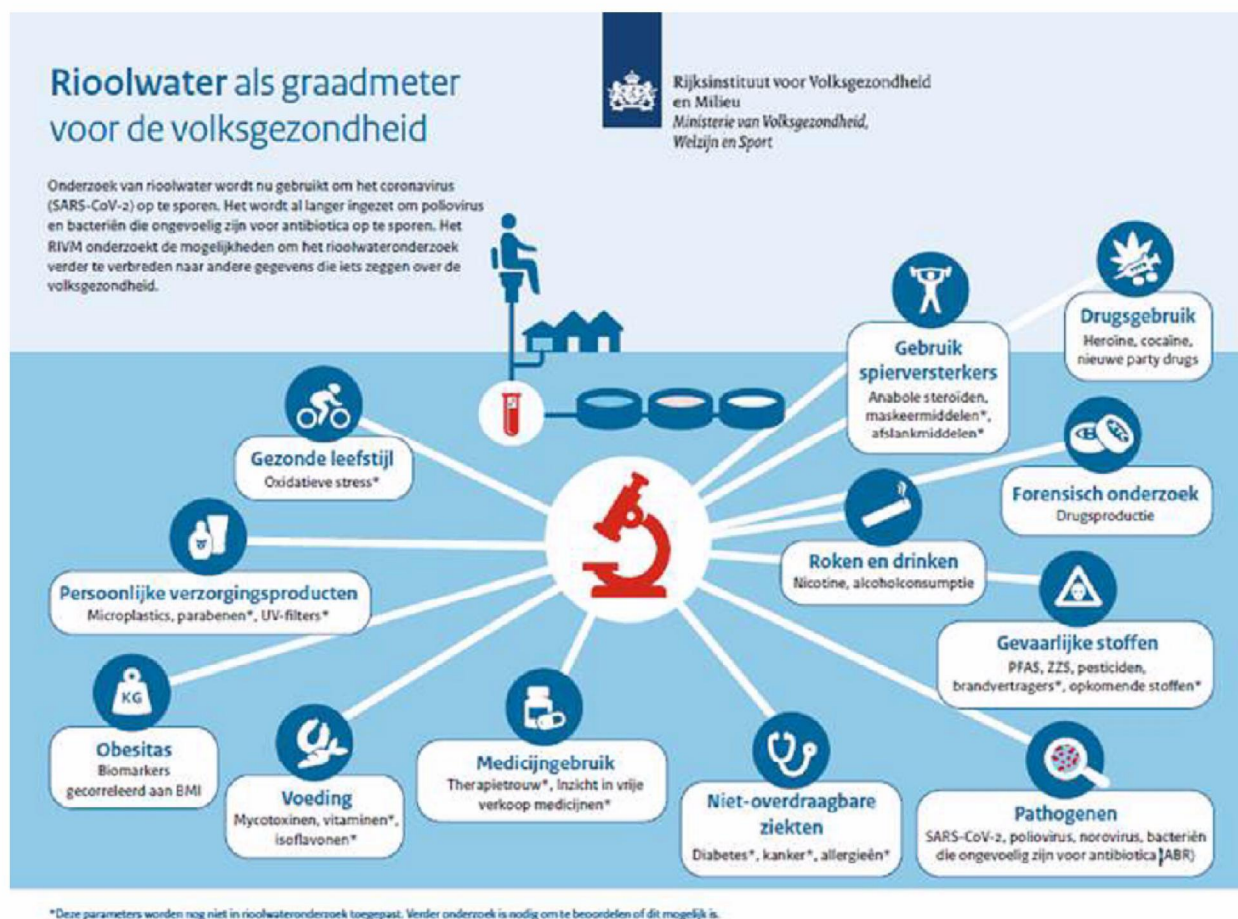 Rioolwater als graadmeter
voor de volksgezondheid
Rijksinstituut voor Volksgezondheid
en Milieu
Ministerie van Volksgezondheid,
Welzijn en Sport
Onderzoek van rioolwater wordt nu gebruikt om het coronavirus
(SARS-CoV-2) op te sporen. Het wordt al langer ingezet om poliovirus
en bacteriën die ongevoelig zijn voor antibiotica op te sporen. Het
RIVM onderzoekt de mogelijkheden om het rioolwateronderzoek
verder te verbreden naar andere gegevens die iets zeggen over de
volksgezondheid.
Drugsgebruik
Heroïne, cocaïne,
nieuwe party drugs
Gebruik
spierversterkers
Anabole steroïden,
maskeermiddelen*,
afslankmiddelen*
Gezonde leefstijl
Oxidatieve stress*
Forensisch onderzoek
Drugsproductie
Roken en drinken
Nicotine, alcoholconsumptie
Persoonlijke verzorgingsproducten
Microplastics, parabenen*, UV-filters*
Gevaarlijke stoffen
PFAS, ZZS, pesticiden,
brandvertragers*, opkomende stoffen*
KG
Obesitas
Biomarkers
gecorreleerd aan BMI
Voeding
Mycotoxinen, vitaminen*,
isoflavonen*
Medicijngebruik
Therapietrouw*, Inzicht in vrije
verkoop medicijnen*
Niet-overdraagbare
ziekten
Diabetes*, kanker*, allergieën*
Pathogenen
SARS-CoV-2, poliovirus, norovirus, bacteriën
die ongevoelig zijn voor antibiotica (ABR)
*Deze parameters worden nog niet in rioolwateronderzoek toegepast. Verder onderzoek is nodig om te beoordelen of dit mogelijk is.